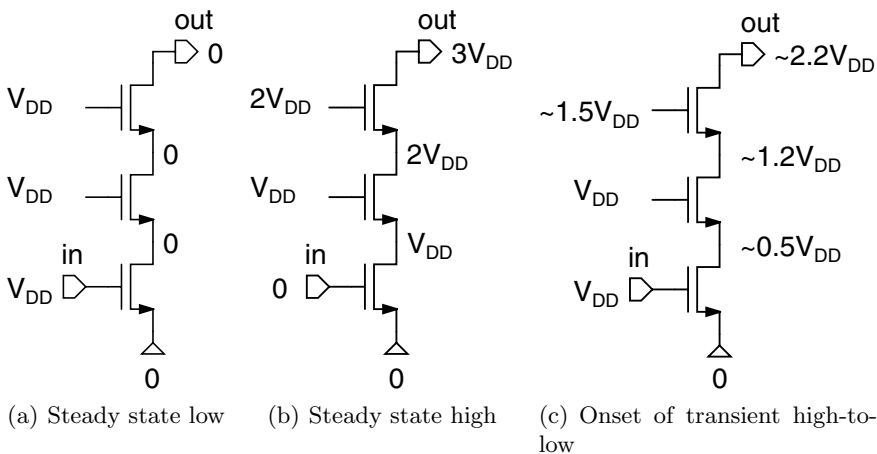 out
0
V_DD
0
V_DD
0
in
V_DD
0
(a) Steady state low
out
3V_DD
2V_DD
2V_DD
V_DD
V_DD
in
0
0
(b) Steady state high
out
~2.2V_DD
~1.5V_DD
~1.2V_DD
V_DD
~0.5V_DD
in
V_DD
0
(c) Onset of transient high-to-
low